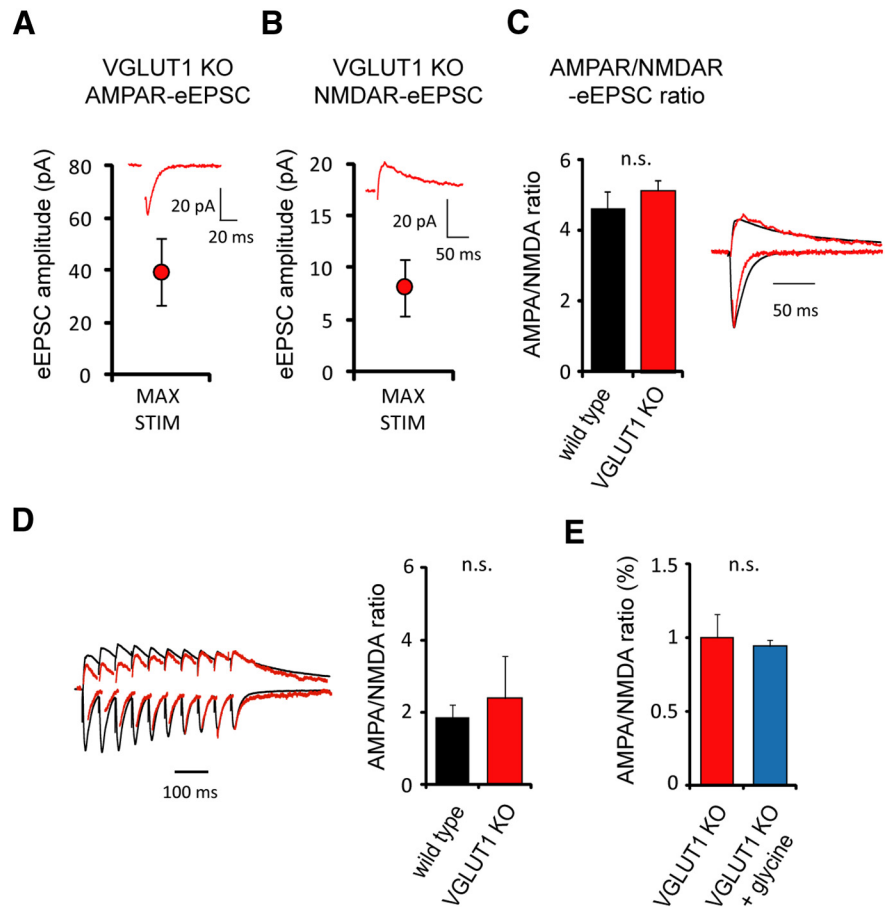 A
VGLUT1 KO
AMPAR-eEPSC
eEPSC amplitude (pA)
80
60
40
20
0
20 pA
20 ms
MAX
STIM
B
VGLUT1 KO
NMDAR-eEPSC
eEPSC amplitude (pA)
20
15
10
5
0
20 pA
50 ms
MAX
STIM
C
AMPAR/NMDAR
-eEPSC ratio
AMPA/NMDA ratio
6
4
2
0
n.s.
wild type
VGLUT1 KO
50 ms
D
100 ms
AMPA/NMDA ratio
6
4
2
0
n.s.
wild type
VGLUT1 KO
E
AMPA/NMDA ratio (%)
1.5
1
0.5
0
n.s.
VGLUT1 KO
VGLUT1 KO
+ glycine